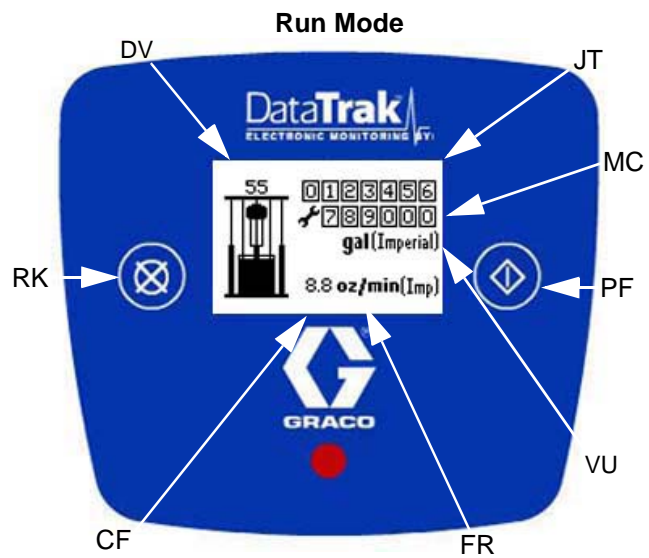 Run Mode
DV
JT
DataTrak
ELECTRONIC MONITORING SY
MC
55
0123456
789000
gal(Imperial)
RK
PF
8.8 oz/min(Imp)
G
GRACO
VU
CF
FR